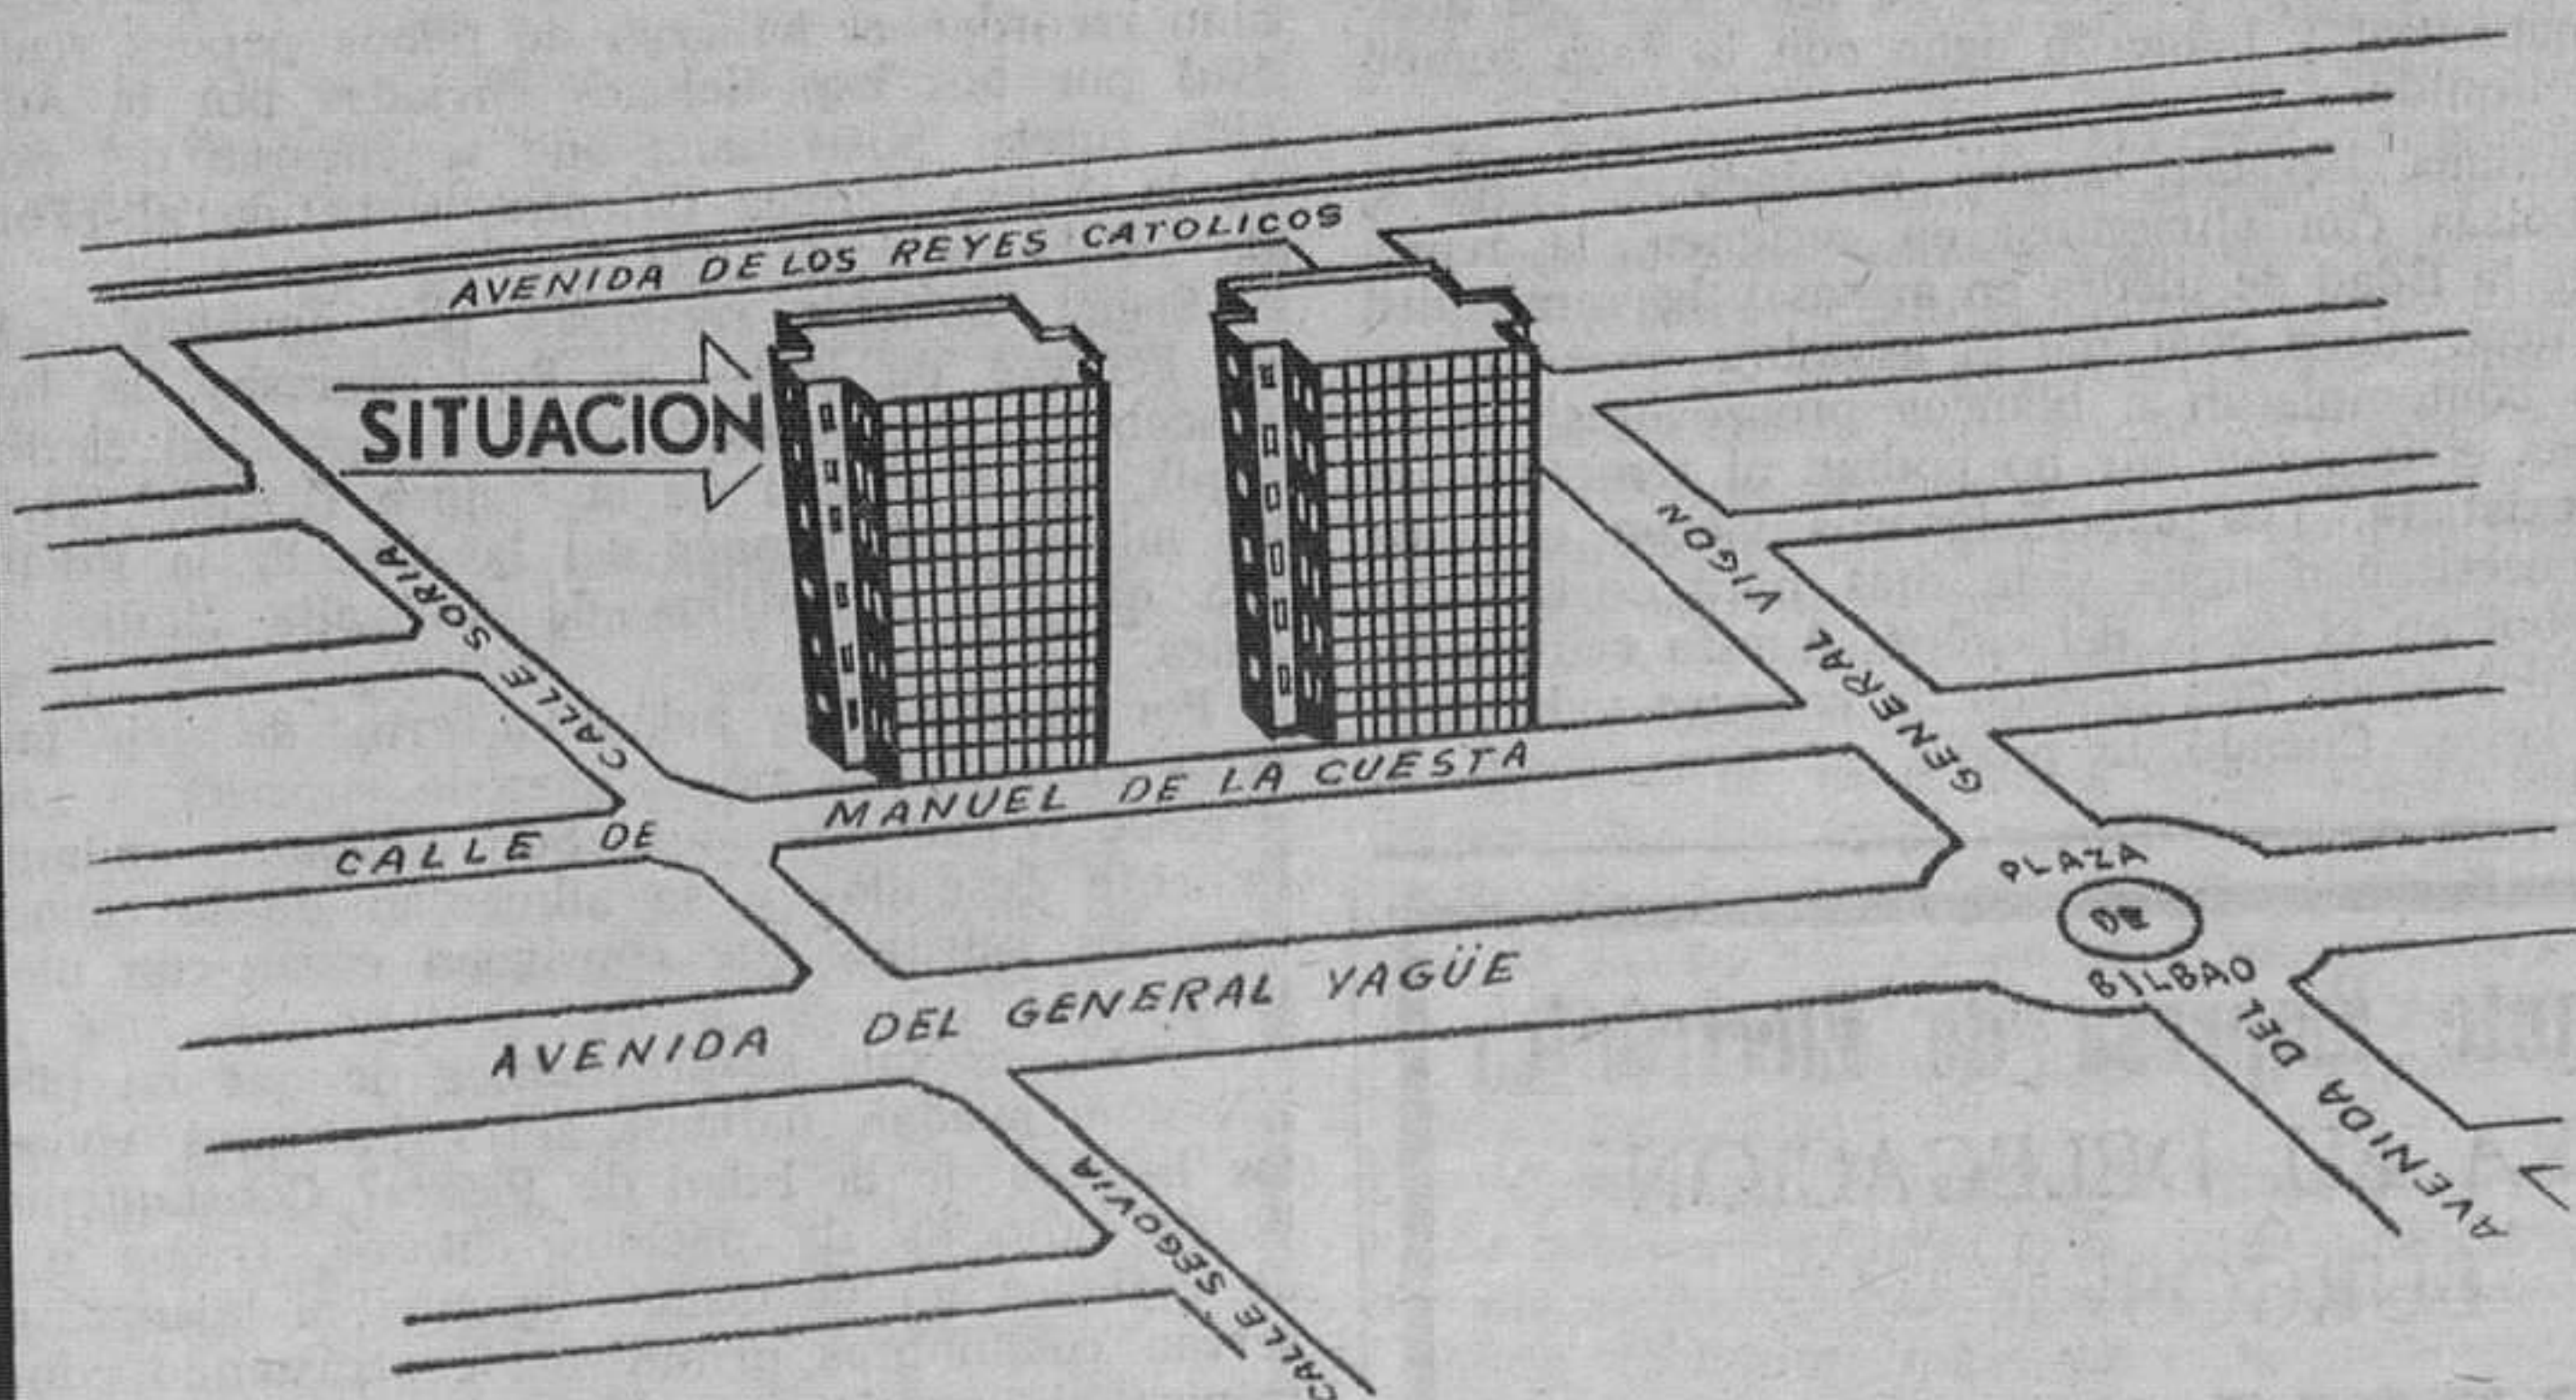 AVENIDA DE LOS REYES CATOLICOS
SITUACION
CALLE SORIA
GENERAL VIGON
CALLE DE MANUEL DE LA CUESTA
PLAZA
DE
BILBAO
AVENIDA DEL GENERAL YAGÜE
AVENIDA DEL
CALLE SEGOVIA